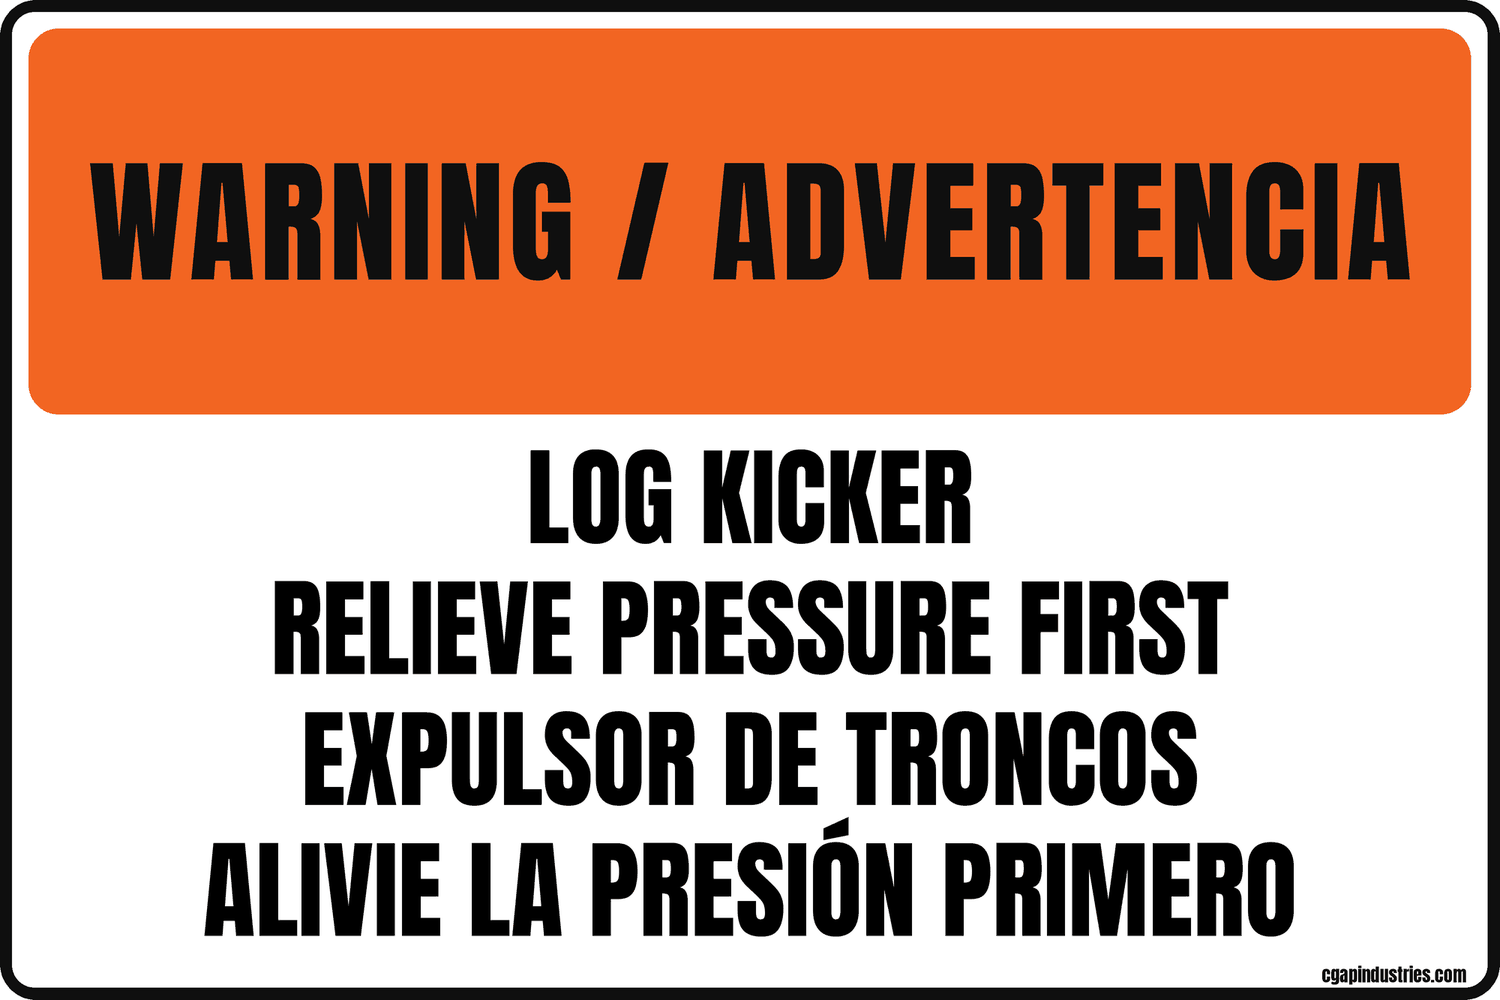 WARNING / ADVERTENCIA
LOG KICKER
RELIEVE PRESSURE FIRST
EXPULSOR DE TRONCOS
ALIVIE LA PRESIÓN PRIMERO
cgapindustries.com